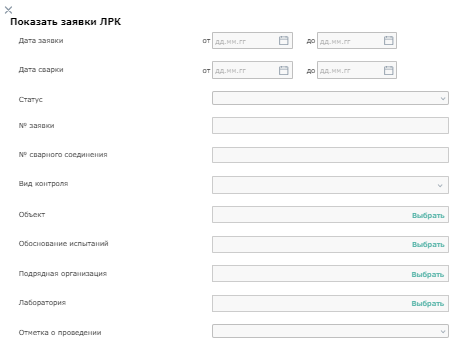 Показать заявки ЛРК
Дата заявки от дд.мм.гг до дд.мм.гг
Дата сварки от дд.мм.гг до дд.мм.гг
Статус
№ заявки
№ сварного соединения
Вид контроля
Объект Выбрать
Обоснование испытаний Выбрать
Подрядная организация Выбрать
Лаборатория Выбрать
Отметка о проведении